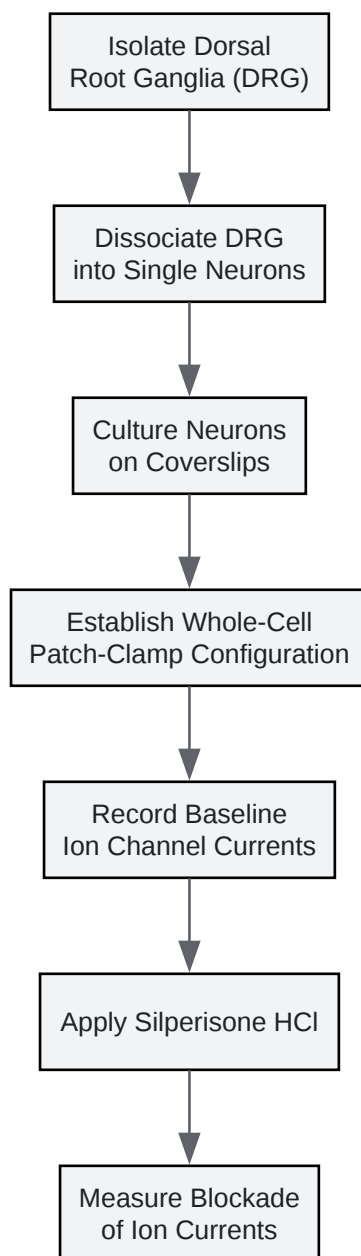 Isolate Dorsal
Root Ganglia (DRG)
Dissociate DRG
into Single Neurons
Culture Neurons
on Coverslips
Establish Whole-Cell
Patch-Clamp Configuration
Record Baseline
Ion Channel Currents
Apply Silperisone HCl
Measure Blockade
of Ion Currents